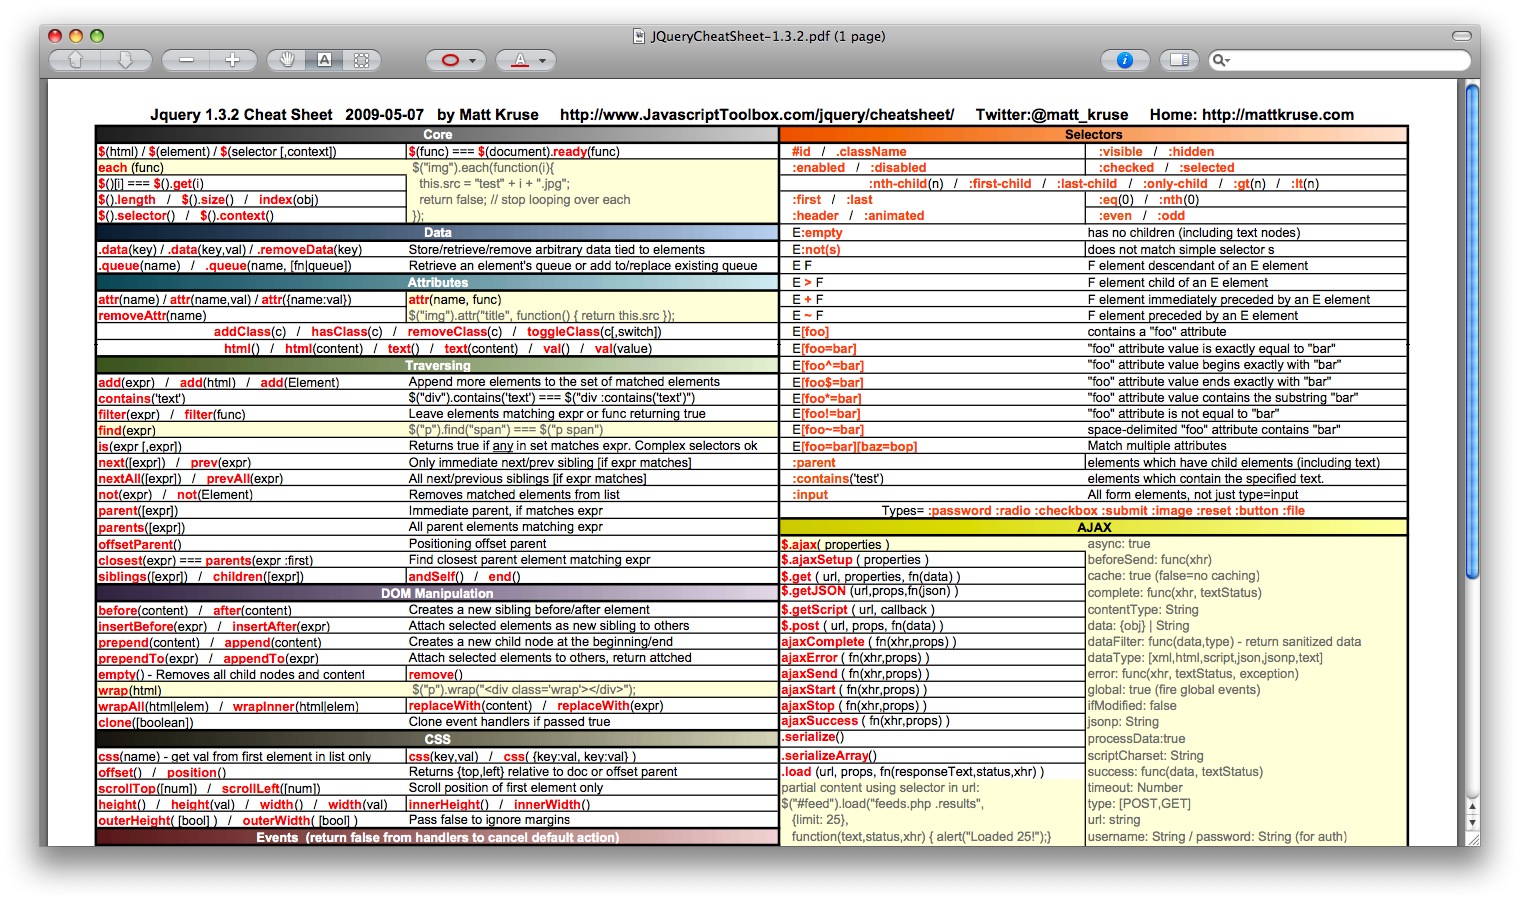 JQueryCheatSheet-1.3.2.pdf (1 page)
A
A
i
Jquery 1.3.2 Cheat Sheet 2009-05-07 by Matt Kruse http://www.JavascriptToolbox.com/jquery/cheatsheet/ Twitter:@matt_kruse Home: http://mattkruse.com
Core
$(html) / $(element) / $(selector [,context]) $(func) === $(document).ready(func)
each (func) $("img").each(function(i){
$()[i] === $().get(i) this.src = "test" + i + ".jpg";
$().length / $().size() / index(obj) return false; // stop looping over each
$().selector() / $().context() });
Data
.data(key) / .data(key,val) / .removeData(key) Store/retrieve/remove arbitrary data tied to elements
.queue(name) / .queue(name, [fn|queue]) Retrieve an element's queue or add to/replace existing queue
Attributes
attr(name) / attr(name,val) / attr({name:val}) attr(name, func)
removeAttr(name) $("img").attr("title", function() { return this.src });
addClass(c) / hasClass(c) / removeClass(c) / toggleClass(c[,switch])
html() / html(content) / text() / text(content) / val() / val(value)
Traversing
add(expr) / add(html) / add(Element) Append more elements to the set of matched elements
contains('text') $("div").contains('text') === $("div :contains('text')")
filter(expr) / filter(func) Leave elements matching expr or func returning true
find(expr) $("p").find("span") === $("p span")
is(expr [,expr]) Returns true if any in set matches expr. Complex selectors ok
next([expr]) / prev(expr) Only immediate next/prev sibling [if expr matches]
nextAll([expr]) / prevAll(expr) All next/previous siblings [if expr matches]
not(expr) / not(Element) Removes matched elements from list
parent([expr]) Immediate parent, if matches expr
parents([expr]) All parent elements matching expr
offsetParent() Positioning offset parent
closest(expr) === parents(expr :first) Find closest parent element matching expr
siblings([expr]) / children([expr]) andSelf() / end()
DOM Manipulation
before(content) / after(content) Creates a new sibling before/after element
insertBefore(expr) / insertAfter(expr) Attach selected elements as new sibling to others
prepend(content) / append(content) Creates a new child node at the beginning/end
prependTo(expr) / appendTo(expr) Attach selected elements to others, return attched
empty() - Removes all child nodes and content remove()
wrap(html) $("p").wrap("<div class='wrap'></div>");
wrapAll(html|elem) / wrapInner(html|elem) replaceWith(content) / replaceWith(expr)
clone([boolean]) Clone event handlers if passed true
CSS
css(name) - get val from first element in list only css(key,val) / css( {key:val, key:val} )
offset() / position() Returns {top,left} relative to doc or offset parent
scrollTop([num]) / scrollLeft([num]) Scroll position of first element only
height() / height(val) / width() / width(val) innerHeight() / innerWidth()
outerHeight( [bool] ) / outerWidth( [bool] ) Pass false to ignore margins
Events (return false from handlers to cancel default action)
Selectors
#id / .className :visible / :hidden
:enabled / :disabled :checked / :selected
:nth-child(n) / :first-child / :last-child / :only-child / :gt(n) / :lt(n)
:first / :last :eq(0) / :nth(0)
:header / :animated :even / :odd
E:empty has no children (including text nodes)
E:not(s) does not match simple selector s
E F F element descendant of an E element
E > F F element child of an E element
E + F F element immediately preceded by an E element
E ~ F F element preceded by an E element
E[foo] contains a "foo" attribute
E[foo=bar] "foo" attribute value is exactly equal to "bar"
E[foo^=bar] "foo" attribute value begins exactly with "bar"
E[foo$=bar] "foo" attribute value ends exactly with "bar"
E[foo*=bar] "foo" attribute value contains the substring "bar"
E[foo!=bar] "foo" attribute is not equal to "bar"
E[foo~=bar] space-delimited "foo" attribute contains "bar"
E[foo=bar][baz=bop] Match multiple attributes
:parent elements which have child elements (including text)
:contains('test') elements which contain the specified text.
:input All form elements, not just type=input
Types= :password :radio :checkbox :submit :image :reset :button :file
AJAX
$.ajax( properties ) async: true
$.ajaxSetup ( properties ) beforeSend: func(xhr)
$.get ( url, properties, fn(data) ) cache: true (false=no caching)
$.getJSON (url,props,fn(json) ) complete: func(xhr, textStatus)
$.getScript ( url, callback ) contentType: String
$.post ( url, props, fn(data) ) data: {obj} | String
ajaxComplete ( fn(xhr,props) ) dataFilter: func(data,type) - return sanitized data
ajaxError ( fn(xhr,props) ) dataType: [xml,html,script,json,jsonp,text]
ajaxSend ( fn(xhr,props) ) error: func(xhr, textStatus, exception)
ajaxStart ( fn(xhr,props) ) global: true (fire global events)
ajaxStop ( fn(xhr,props) ) ifModified: false
ajaxSuccess ( fn(xhr,props) ) jsonp: String
.serialize() processData:true
.serializeArray() scriptCharset: String
.load (url, props, fn(responseText,status,xhr) ) success: func(data, textStatus)
partial content using selector in url: timeout: Number
$("#feed").load("feeds.php .results", type: [POST,GET]
{limit: 25}, url: string
function(text,status,xhr) { alert("Loaded 25!");} username: String / password: String (for auth)